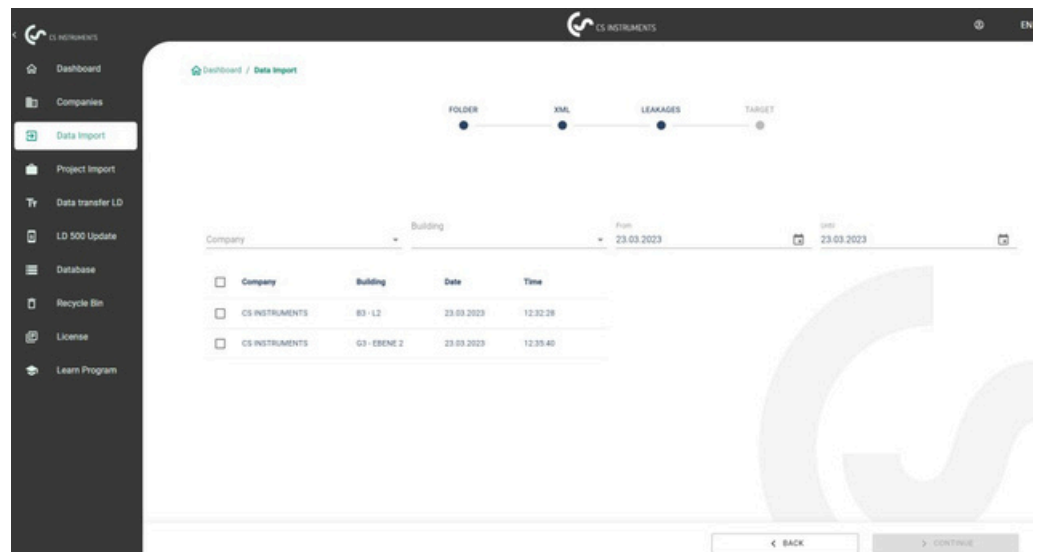 CS INSTRUMENTS
CS INSTRUMENTS
EN
Dashboard
Companies
Data Import
Project Import
Data transfer LD
LD 500 Update
Database
Recycle Bin
License
Learn Program
Dashboard / Data Import
FOLDER XML LEAKAGES TARGET
Company Building From 23.03.2023 Until 23.03.2023
Company Building Date Time
CS INSTRUMENTS B3 - L2 23.03.2023 12:32:28
CS INSTRUMENTS G3 - EBENE 2 23.03.2023 12:35:40
< BACK > CONTINUE